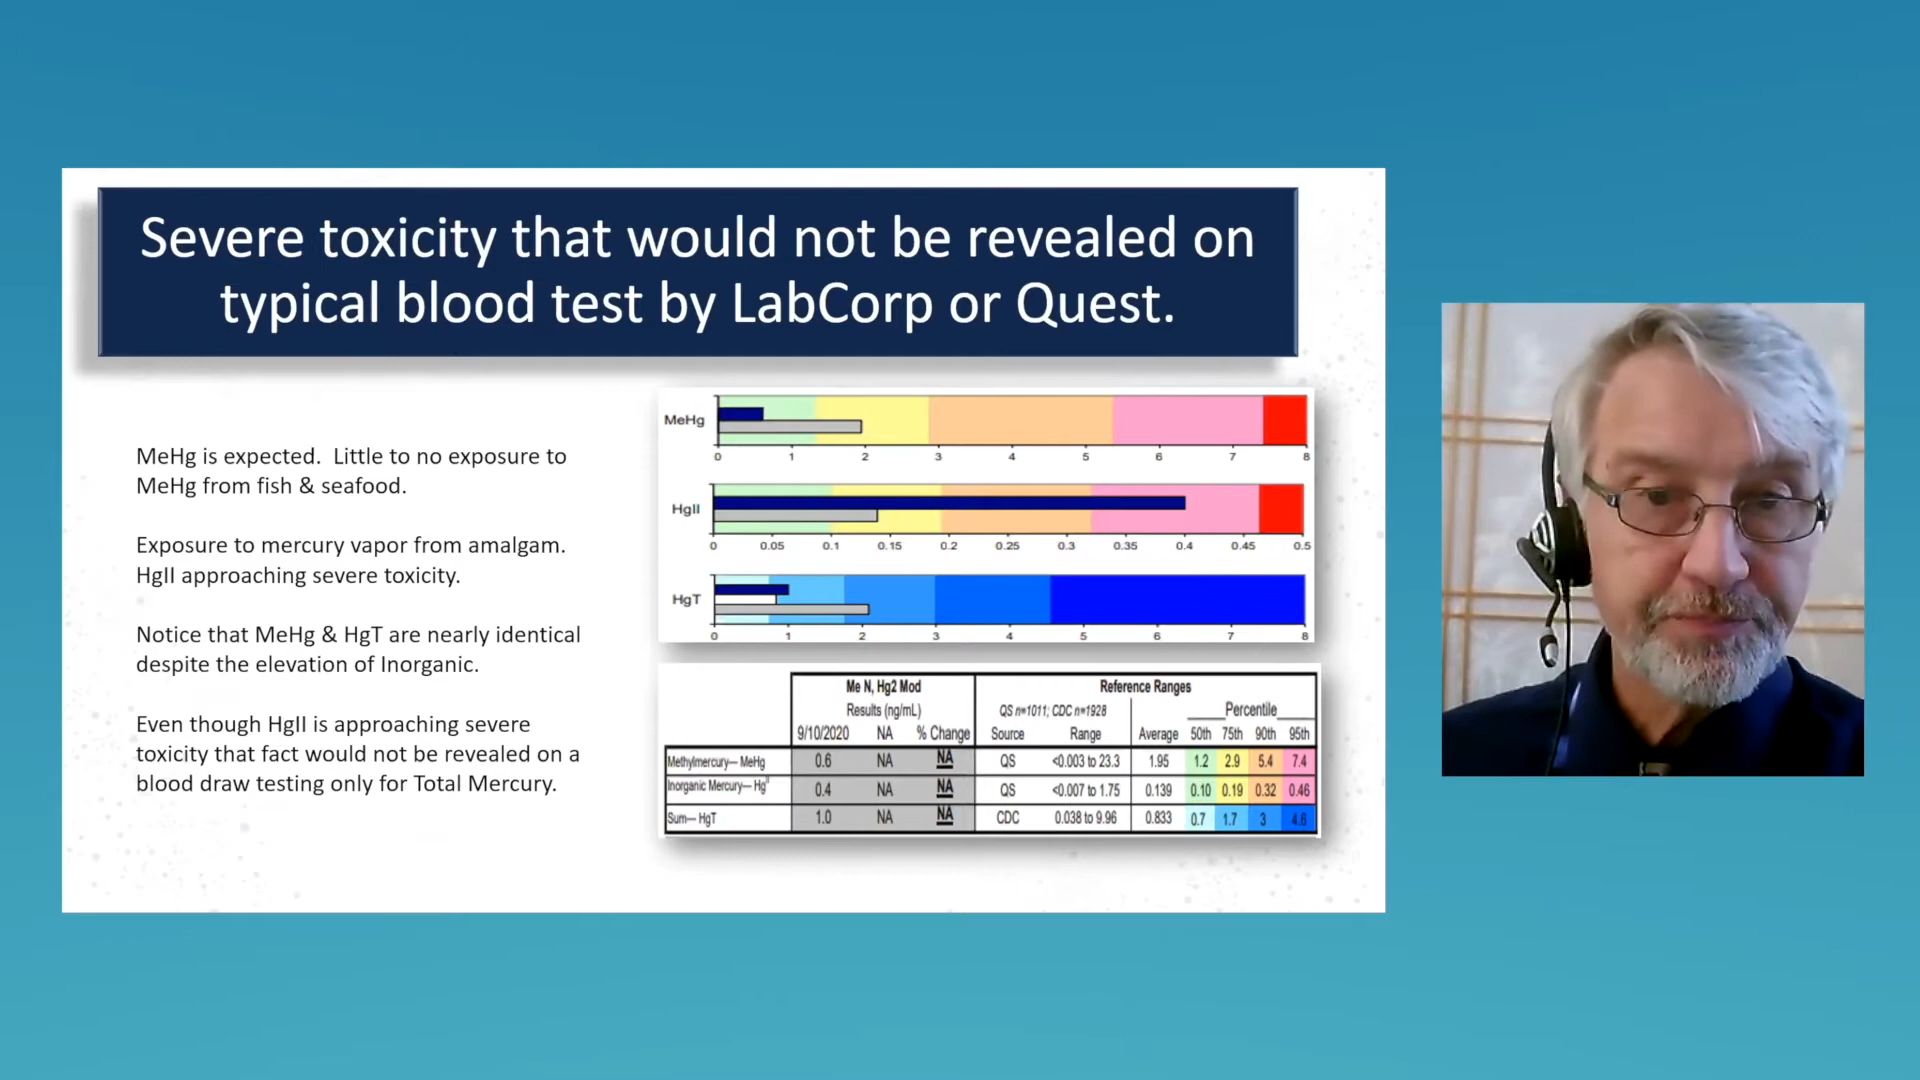 Severe toxicity that would not be revealed on
typical blood test by LabCorp or Quest.
MeHg is expected.  Little to no exposure to
MeHg from fish & seafood.
Exposure to mercury vapor from amalgam.
HgII approaching severe toxicity.
Notice that MeHg & HgT are nearly identical
despite the elevation of Inorganic.
Even though HgII is approaching severe
toxicity that fact would not be revealed on a
blood draw testing only for Total Mercury.
MeHg
0 1 2 3 4 5 6 7 8
HgII
0 0.05 0.1 0.15 0.2 0.25 0.3 0.35 0.4 0.45 0.5
HgT
0 1 2 3 4 5 6 7 8
Me N, Hg2 Mod Reference Ranges
Results (ng/mL) QS n=1011; CDC n=1928 Percentile
9/10/2020 NA % Change Source Range Average 50th 75th 90th 95th
Methylmercury—MeHg 0.6 NA NA QS <0.003 to 23.3 1.95 1.2 2.9 5.4 7.4
Inorganic Mercury—Hg" 0.4 NA NA QS <0.007 to 1.75 0.139 0.10 0.19 0.32 0.46
Sum—HgT 1.0 NA NA CDC 0.038 to 9.96 0.833 0.7 1.7 3 4.6